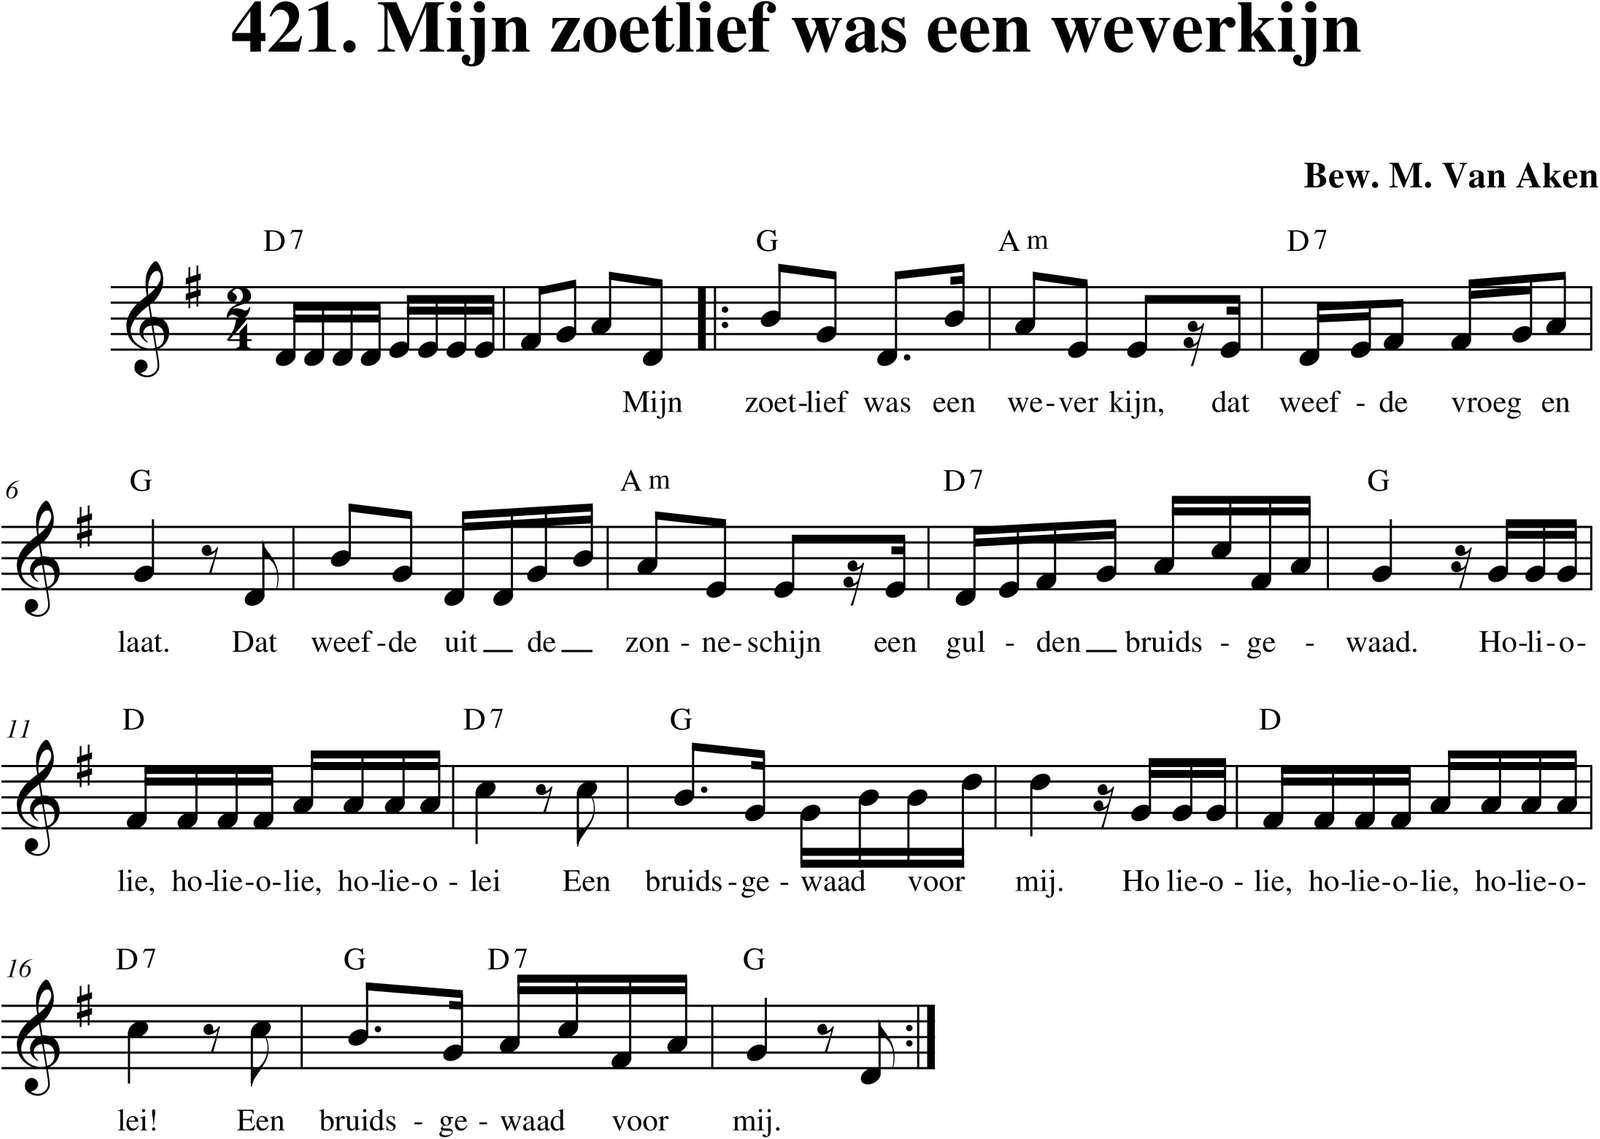 421. Mijn zoetlief was een weverkijn
Bew. M. Van Aken
D7 G Am D7
2
4
Mijn zoet-lief was een we-ver kijn, dat weef - de vroeg en
6
G Am D7 G
laat. Dat weef-de uit _ de _ zon - ne-schijn een gul - den _ bruids - ge - waad. Ho-li-o-
11
D D7 G D
lie, ho-lie-o-lie, ho-lie-o - lei Een bruids-ge - waad voor mij. Ho lie-o - lie, ho-lie-o-lie, ho-lie-o-
16
D7 G D7 G
lei! Een bruids - ge - waad voor mij.